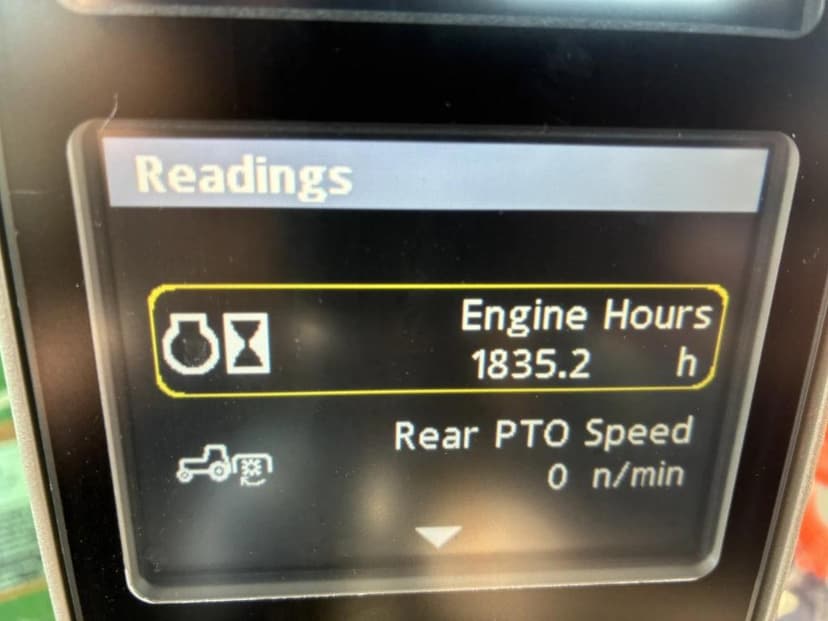 Readings
Engine Hours
1835.2 h
Rear PTO Speed
0 n/min